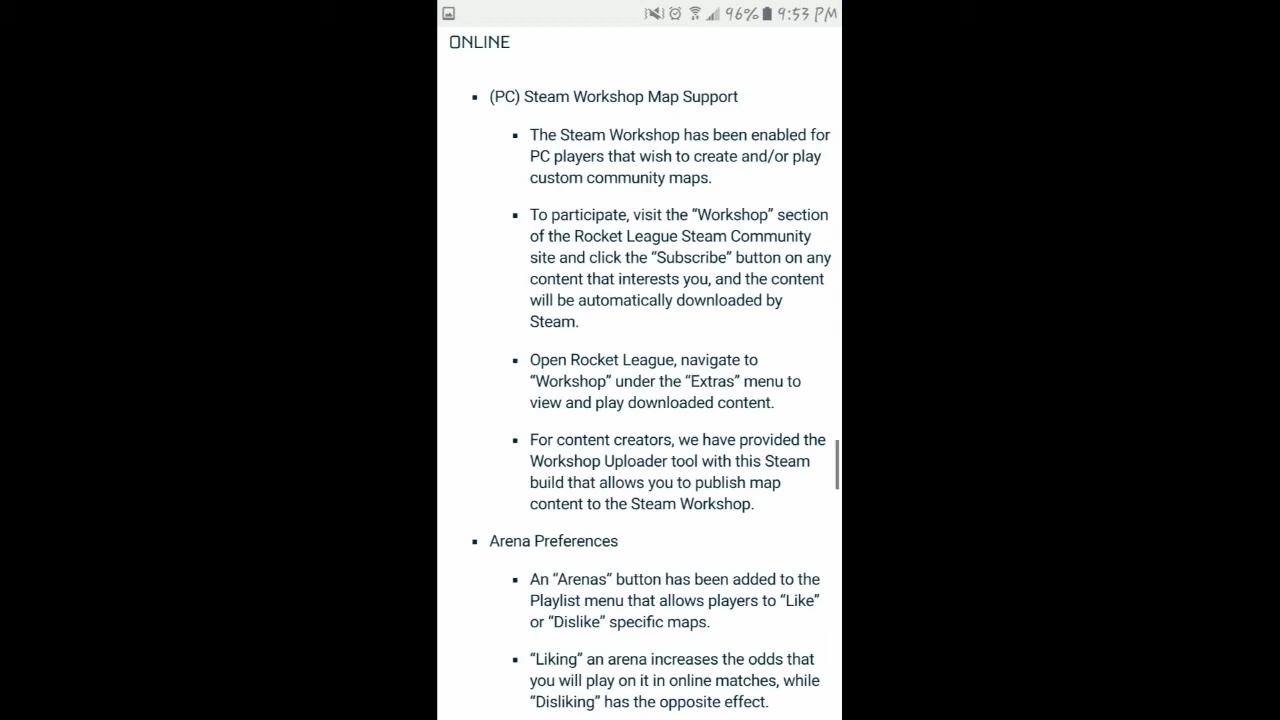 96% 9:53 PM
ONLINE
▪ (PC) Steam Workshop Map Support
▪ The Steam Workshop has been enabled for
PC players that wish to create and/or play
custom community maps.
▪ To participate, visit the “Workshop” section
of the Rocket League Steam Community
site and click the “Subscribe” button on any
content that interests you, and the content
will be automatically downloaded by
Steam.
▪ Open Rocket League, navigate to
“Workshop” under the “Extras” menu to
view and play downloaded content.
▪ For content creators, we have provided the
Workshop Uploader tool with this Steam
build that allows you to publish map
content to the Steam Workshop.
▪ Arena Preferences
▪ An “Arenas” button has been added to the
Playlist menu that allows players to “Like”
or “Dislike” specific maps.
▪ “Liking” an arena increases the odds that
you will play on it in online matches, while
“Disliking” has the opposite effect.